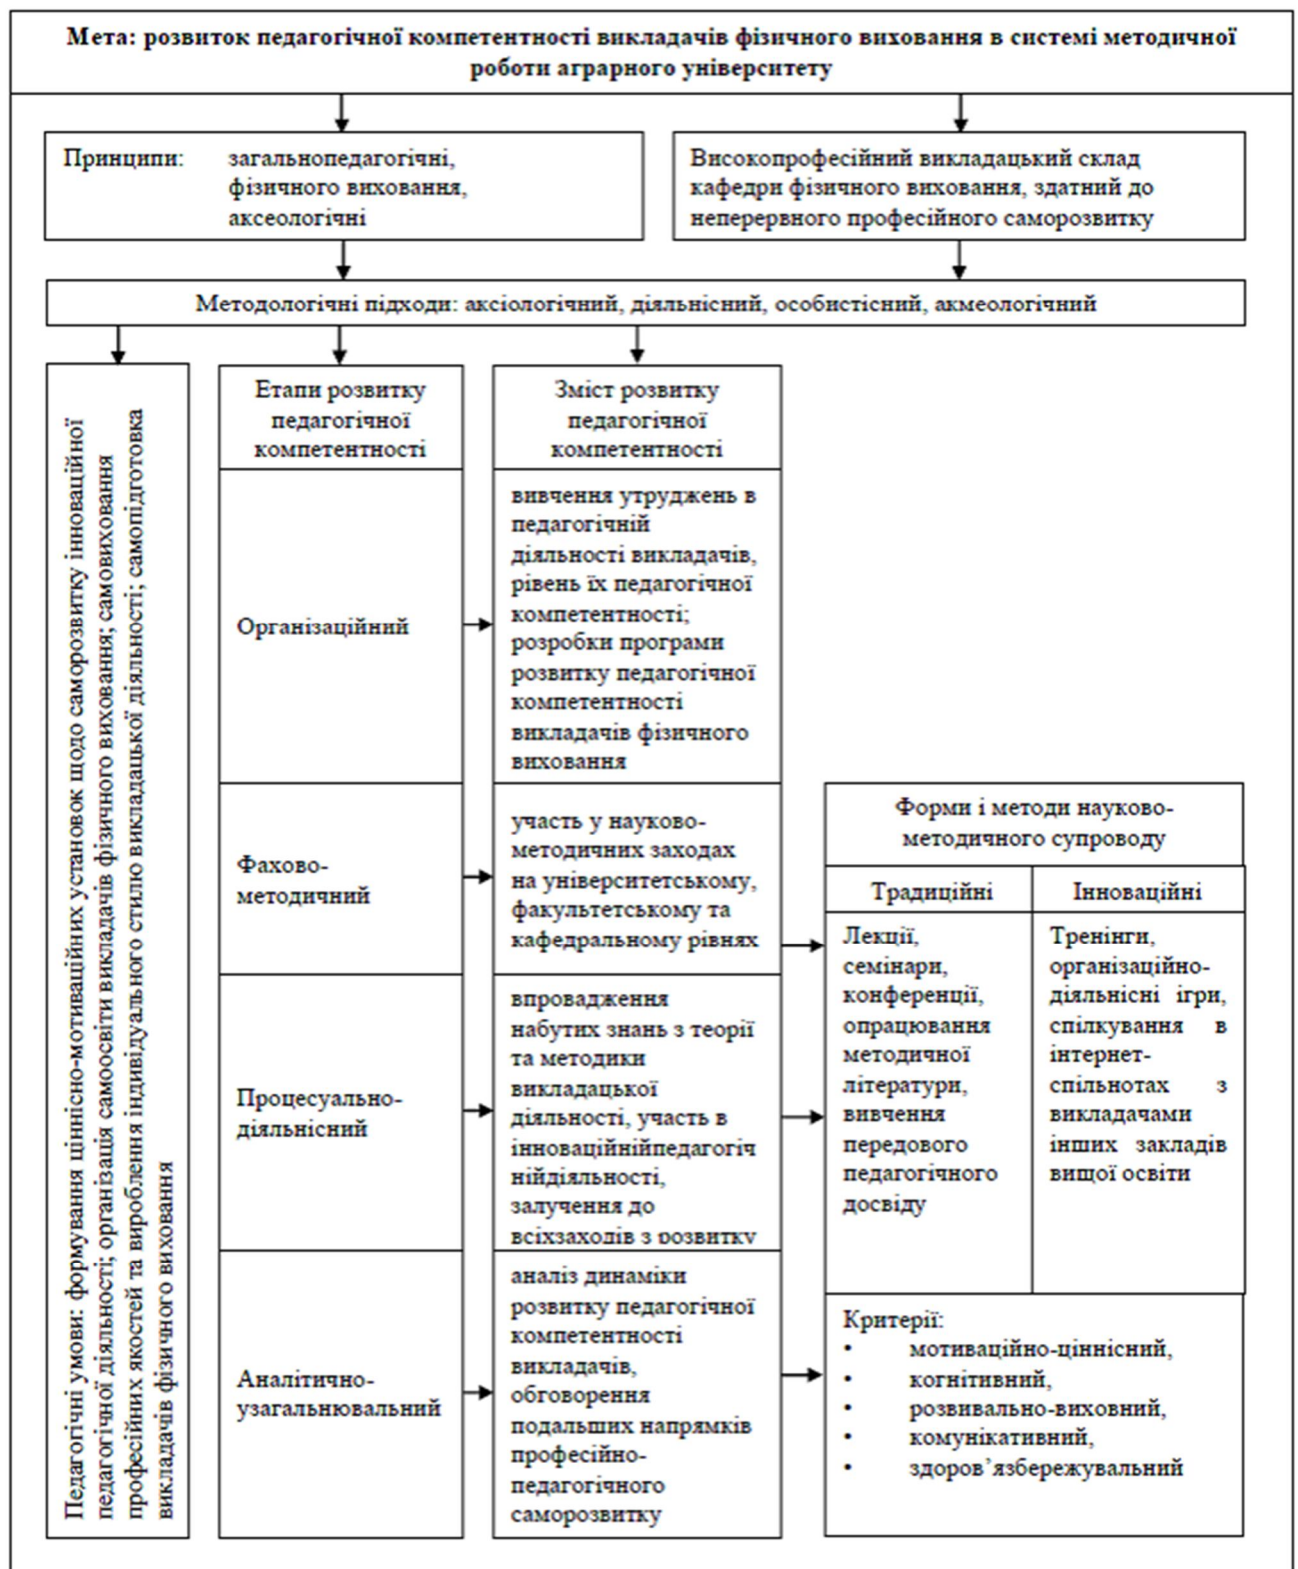 Мета: розвиток педагогічної компетентності викладачів фізичного виховання в системі методичної
роботи аграрного університету
Принципи: загальнопедагогічні,
фізичного виховання,
аксеологічні
Високопрофесійний викладацький склад
кафедри фізичного виховання, здатний до
неперервного професійного саморозвитку
Методологічні підходи: аксіологічний, діяльнісний, особистісний, акмеологічний
Педагогічні умови: формування ціннісно-мотиваційних установок щодо саморозвитку інноваційної
педагогічної діяльності; організація самоосвіти викладачів фізичного виховання; самовиховання
професійних якостей та вироблення індивідуального стилю викладацької діяльності; самопідготовка
викладачів фізичного виховання
Етапи розвитку
педагогічної
компетентності
Зміст розвитку
педагогічної
компетентності
Організаційний
вивчення утруджень в
педагогічній
діяльності викладачів,
рівень їх педагогічної
компетентності;
розробки програми
розвитку педагогічної
компетентності
викладачів фізичного
виховання
Фахово-
методичний
участь у науково-
методичних заходах
на університетському,
факультетському та
кафедральному рівнях
Процесуально-
діяльнісний
впровадження
набутих знань з теорії
та методики
викладацької
діяльності, участь в
інноваційнійпедагогіч
нійдіяльності,
залучення до
всіхзаходів з розвитку
Аналітично-
узагальнювальний
аналіз динаміки
розвитку педагогічної
компетентності
викладачів,
обговорення
подальших напрямків
професійно-
педагогічного
саморозвитку
Форми і методи науково-
методичного супроводу
Традиційні
Лекції,
семінари,
конференції,
опрацювання
методичної
літератури,
вивчення
передового
педагогічного
досвіду
Інноваційні
Тренінги,
організаційно-
діяльнісні ігри,
спілкування в
інтернет-
спільнотах з
викладачами
інших закладів
вищої освіти
Критерії:
• мотиваційно-ціннісний,
• когнітивний,
• розвивально-виховний,
• комунікативний,
• здоров’язбережувальний